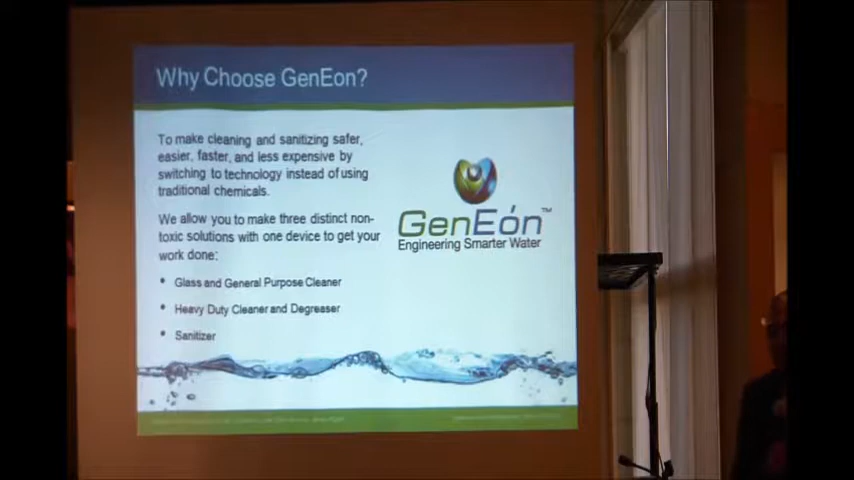 Why Choose GenEon?
To make cleaning and sanitizing safer,
easier, faster, and less expensive by
switching to technology instead of using
traditional chemicals.
We allow you to make three distinct non-
toxic solutions with one device to get your
work done:
• Glass and General Purpose Cleaner
• Heavy Duty Cleaner and Degreaser
• Sanitizer
GenEón™
Engineering Smarter Water